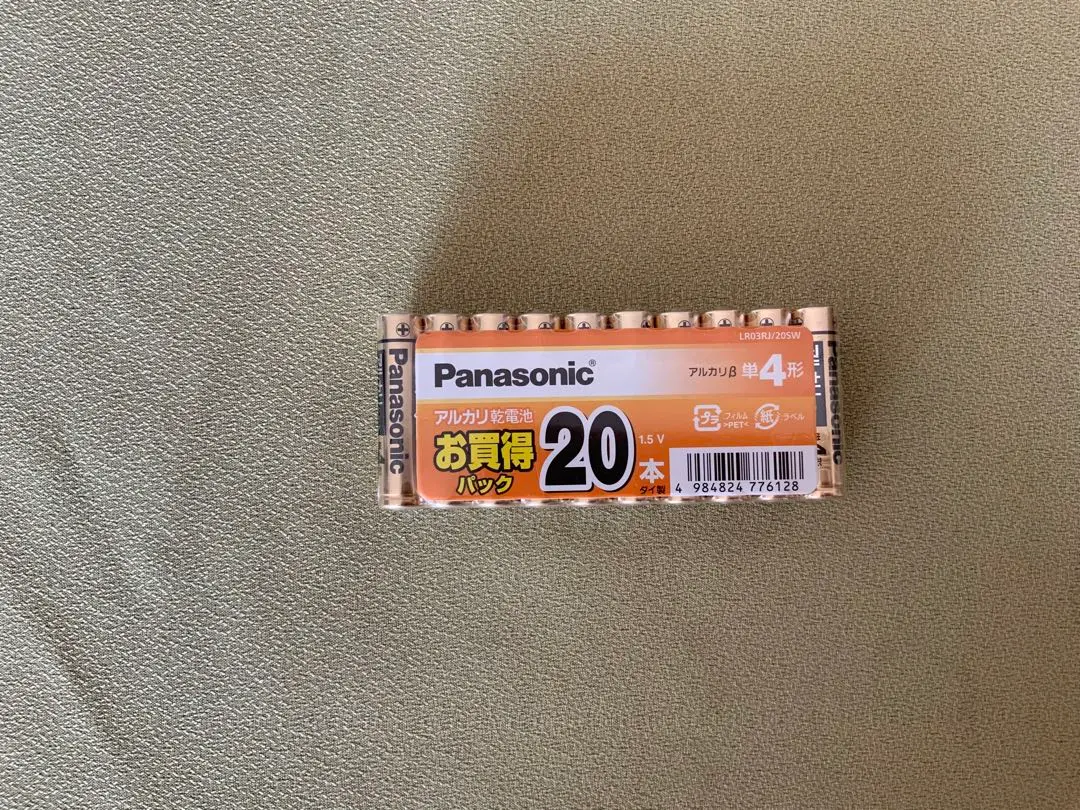 LR03RJ/20SW
Panasonic®
アルカリβ 単4形
アルカリ乾電池
お買得
パック
20
本
1.5 V
タイ製
プラ
フィルム
>PET<
紙
ラベル
4 984824 776128
Panasonic
Panasonic